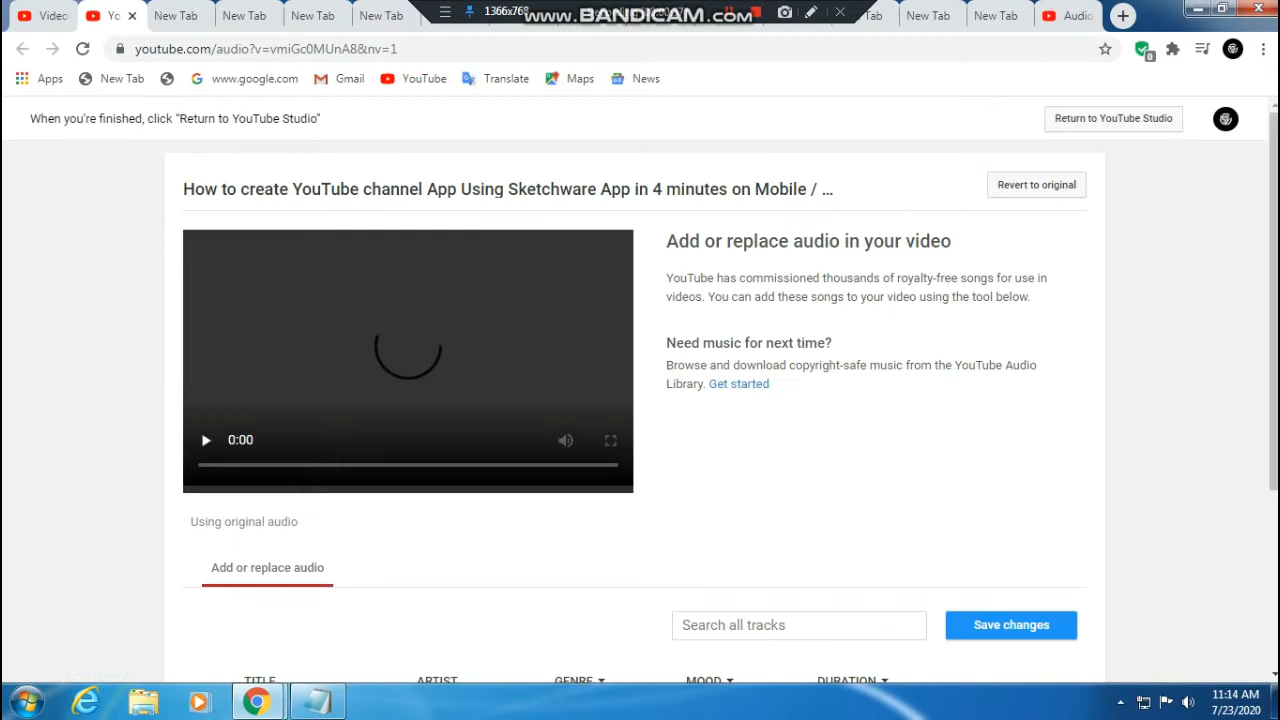 Video
Yo
New Tab
New Tab
New Tab
New Tab
1366x768
www.BANDICAM.com
Tab
New Tab
New Tab
Audio
youtube.com/audio?v=vmiGc0MUnA8&nv=1
0
Apps
New Tab
www.google.com
Gmail
YouTube
Translate
Maps
News
When you're finished, click “Return to YouTube Studio”
Return to YouTube Studio
How to create YouTube channel App Using Sketchware App in 4 minutes on Mobile / ...
Revert to original
Add or replace audio in your video
YouTube has commissioned thousands of royalty-free songs for use in
videos. You can add these songs to your video using the tool below.
Need music for next time?
Browse and download copyright-safe music from the YouTube Audio
Library. Get started
0:00
Using original audio
Add or replace audio
Search all tracks
Save changes
TITLE
ARTIST
GENRE
MOOD
DURATION
11:14 AM
7/23/2020